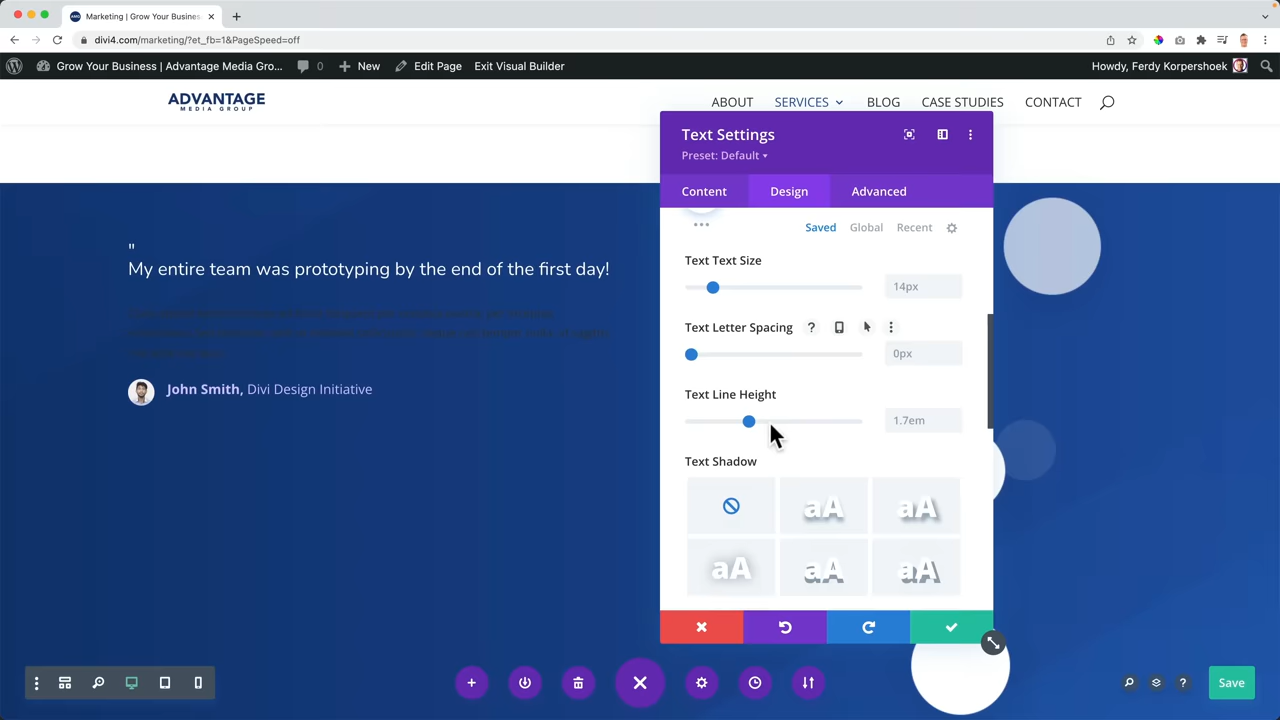 Marketing | Grow Your Busines
divi4.com/marketing/?et_fb=1&PageSpeed=off
Grow Your Business | Advantage Media Gro... 0 New Edit Page Exit Visual Builder Howdy, Ferdy Korpershoek
ADVANTAGE
MEDIA GROUP
ABOUT SERVICES BLOG CASE STUDIES CONTACT
Text Settings
Preset: Default
Content Design Advanced
Saved Global Recent
"
My entire team was prototyping by the end of the first day!
John Smith, Divi Design Initiative
Text Text Size
14px
Text Letter Spacing ?
0px
Text Line Height
1.7em
Text Shadow
aA aA
aA aA aA
?
Save